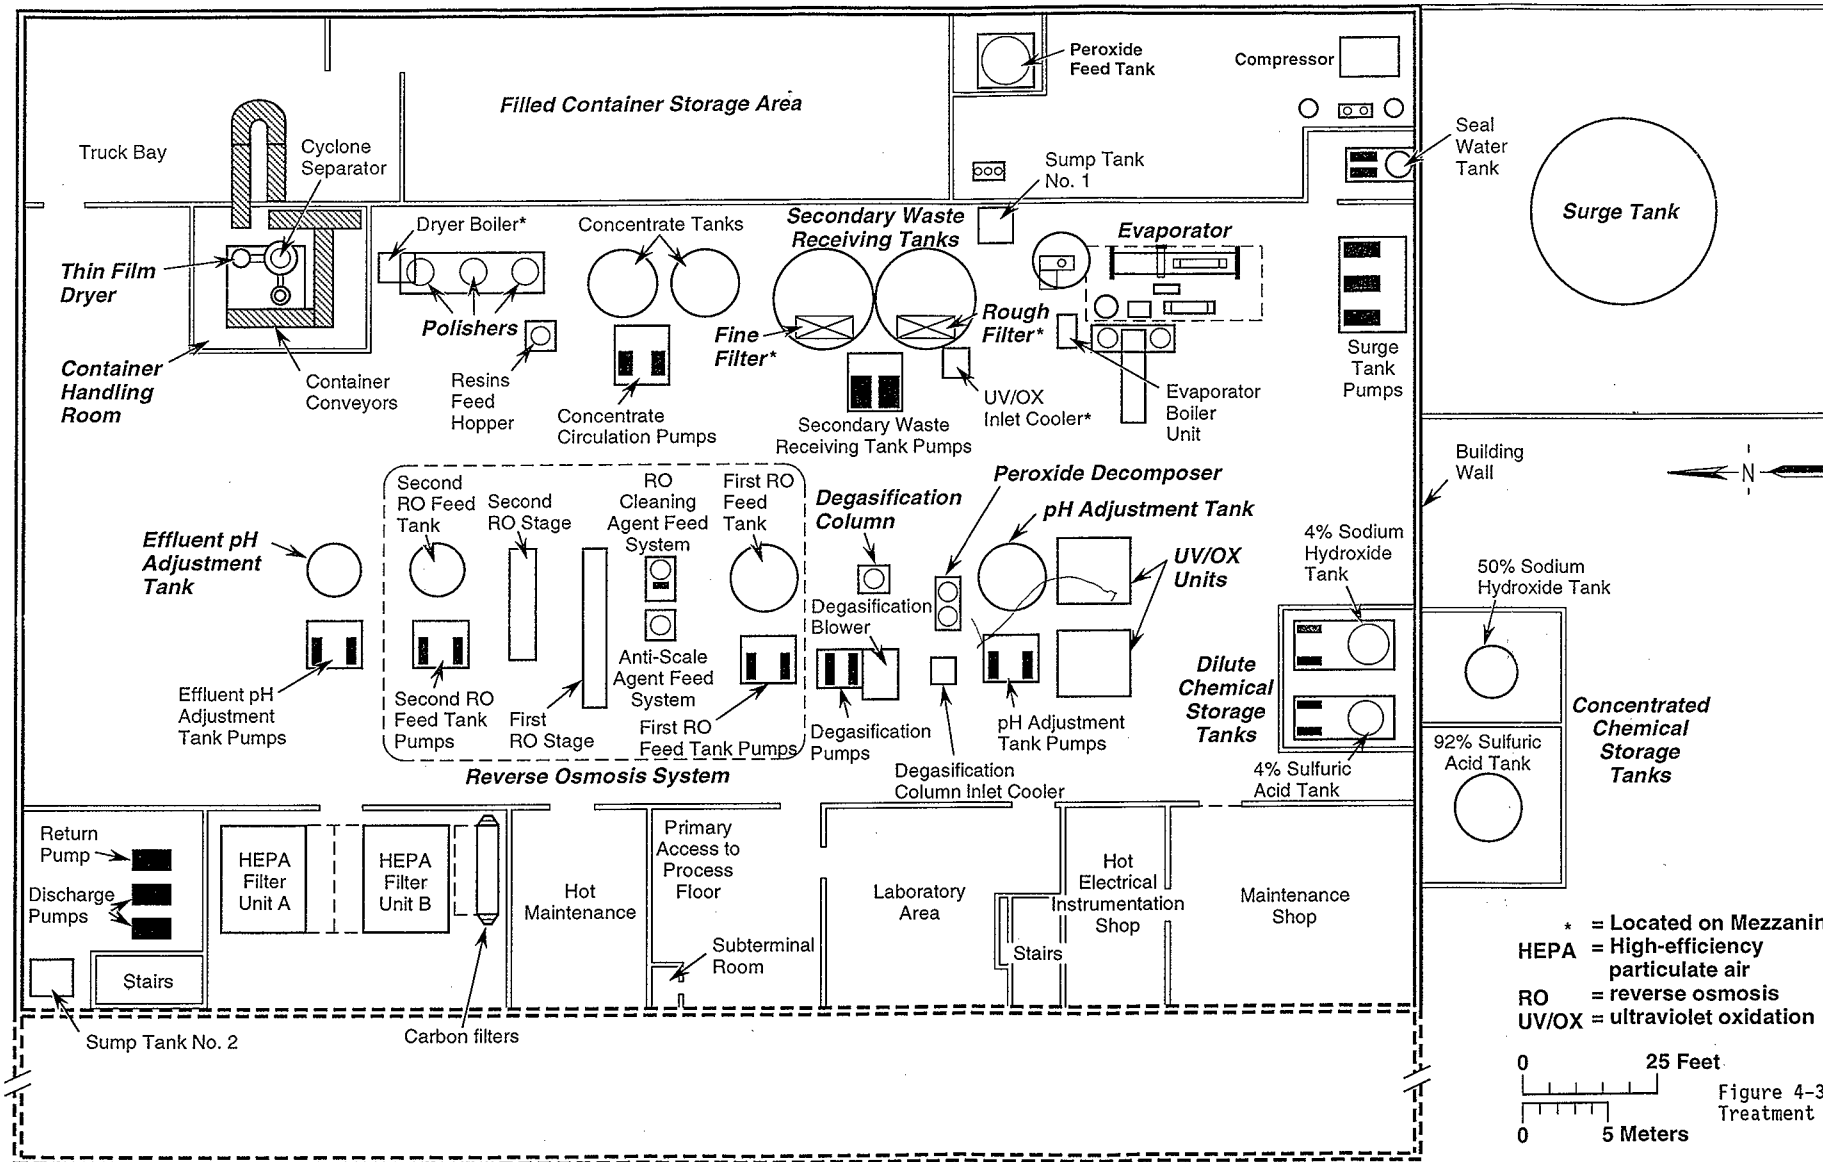 Peroxide
Feed Tank
Compressor
Filled Container Storage Area
Truck Bay
Cyclone
Separator
Sump Tank
No. 1
Seal
Water
Tank
Surge Tank
Dryer Boiler*
Concentrate Tanks
Secondary Waste
Receiving Tanks
Evaporator
Thin Film
Dryer
Polishers
Fine
Filter*
Rough
Filter*
Surge
Tank
Pumps
Container
Handling
Room
Container
Conveyors
Resins
Feed
Hopper
Concentrate
Circulation Pumps
Secondary Waste
Receiving Tank Pumps
UV/OX
Inlet Cooler*
Evaporator
Boiler
Unit
Building
Wall
N
Second
RO Feed
Tank
Second
RO Stage
RO
Cleaning
Agent Feed
System
First RO
Feed
Tank
Degasification
Column
Peroxide Decomposer
pH Adjustment Tank
Effluent pH
Adjustment
Tank
UV/OX
Units
4% Sodium
Hydroxide
Tank
50% Sodium
Hydroxide Tank
Degasification
Blower
Effluent pH
Adjustment
Tank Pumps
Second RO
Feed Tank
Pumps
First
RO Stage
Anti-Scale
Agent Feed
System
First RO
Feed Tank Pumps
Degasification
Pumps
pH Adjustment
Tank Pumps
Dilute
Chemical
Storage
Tanks
Concentrated
Chemical
Storage
Tanks
92% Sulfuric
Acid Tank
4% Sulfuric
Acid Tank
Degasification
Column Inlet Cooler
Reverse Osmosis System
Return
Pump
Discharge
Pumps
HEPA
Filter
Unit A
HEPA
Filter
Unit B
Hot
Maintenance
Primary
Access to
Process
Floor
Laboratory
Area
Hot
Electrical
Instrumentation
Shop
Maintenance
Shop
Subterminal
Room
Stairs
Stairs
Sump Tank No. 2
Carbon filters
* = Located on Mezzanin
HEPA = High-efficiency
particulate air
RO = reverse osmosis
UV/OX = ultraviolet oxidation
0 25 Feet
0 5 Meters
Figure 4-3
Treatment